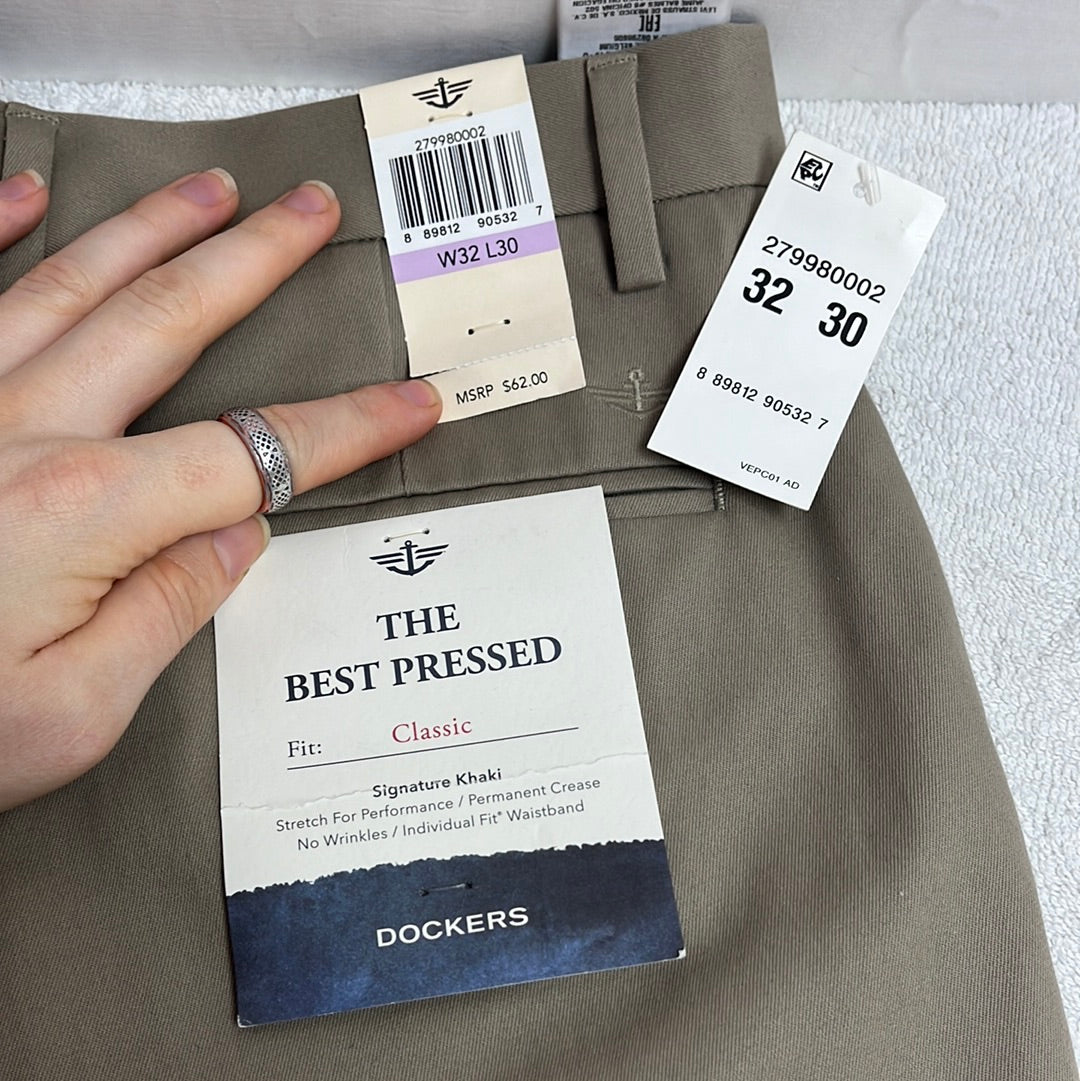 EAC
279980002
8 89812 90532 7
W32 L30
MSRP $62.00
279980002
32 30
8 89812 90532 7
VEPC01 AD
THE
BEST PRESSED
Fit: Classic
Signature Khaki
Stretch For Performance / Permanent Crease
No Wrinkles / Individual Fit® Waistband
DOCKERS